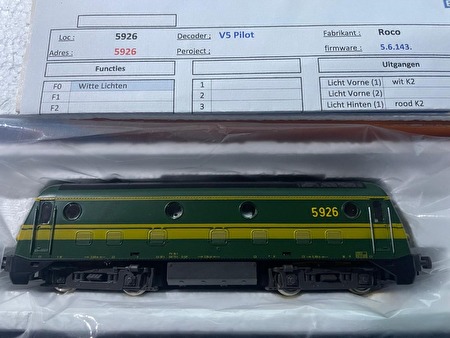 Loc : 5926 Decoder ; V5 Pilot Fabrikant : Roco
Adres : 5926 Peroject ; firmware : 5.6.143.
Functies Uitgangen
F0 Witte Lichten 1 Licht Vorne (1) wit K2
F1 2 Licht Vorne (2)
F2 3 Licht Hinten (1) rood K2
5926